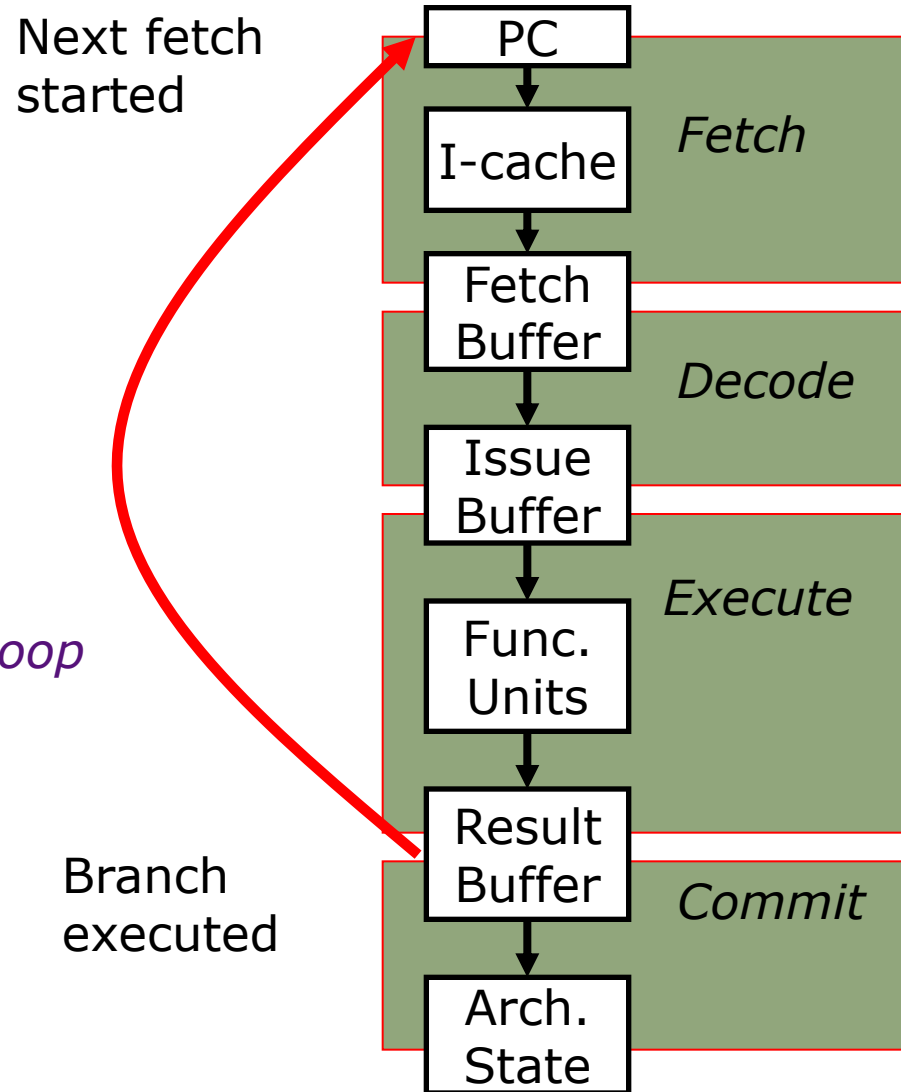 Next fetch
started
PC
I-cache
Fetch
Fetch
Buffer
Decode
Issue
Buffer
Execute
Func.
Units
oop
Result
Buffer
Branch
executed
Commit
Arch.
State